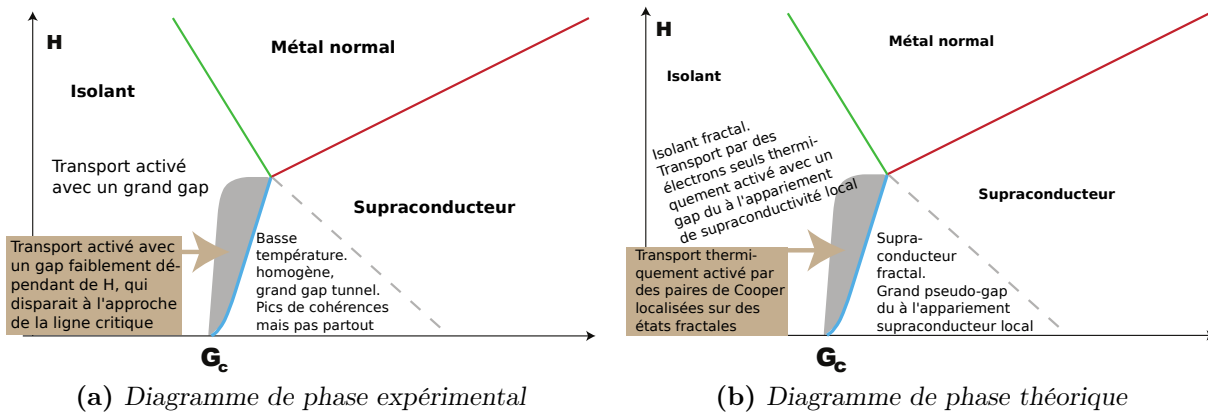 H
Métal normal
Isolant
Transport activé
avec un grand gap
Supraconducteur
Transport activé avec
un gap faiblement dé-
pendant de H, qui
disparait à l'approche
de la ligne critique
Basse
température.
homogène,
grand gap tunnel.
Pics de cohérences
mais pas partout
Gc
(a) Diagramme de phase expérimental
H
Métal normal
Isolant
Isolant fractal.
Transport par des
électrons seuls thermi-
quement activé avec un
gap du à l'appariement
de supraconductivité local
Supraconducteur
Transport thermi-
quement activé par
des paires de Cooper
localisées sur des
états fractales
Supra-
conducteur
fractal.
Grand pseudo-gap
du à l'appariement
supraconducteur local
Gc
(b) Diagramme de phase théorique